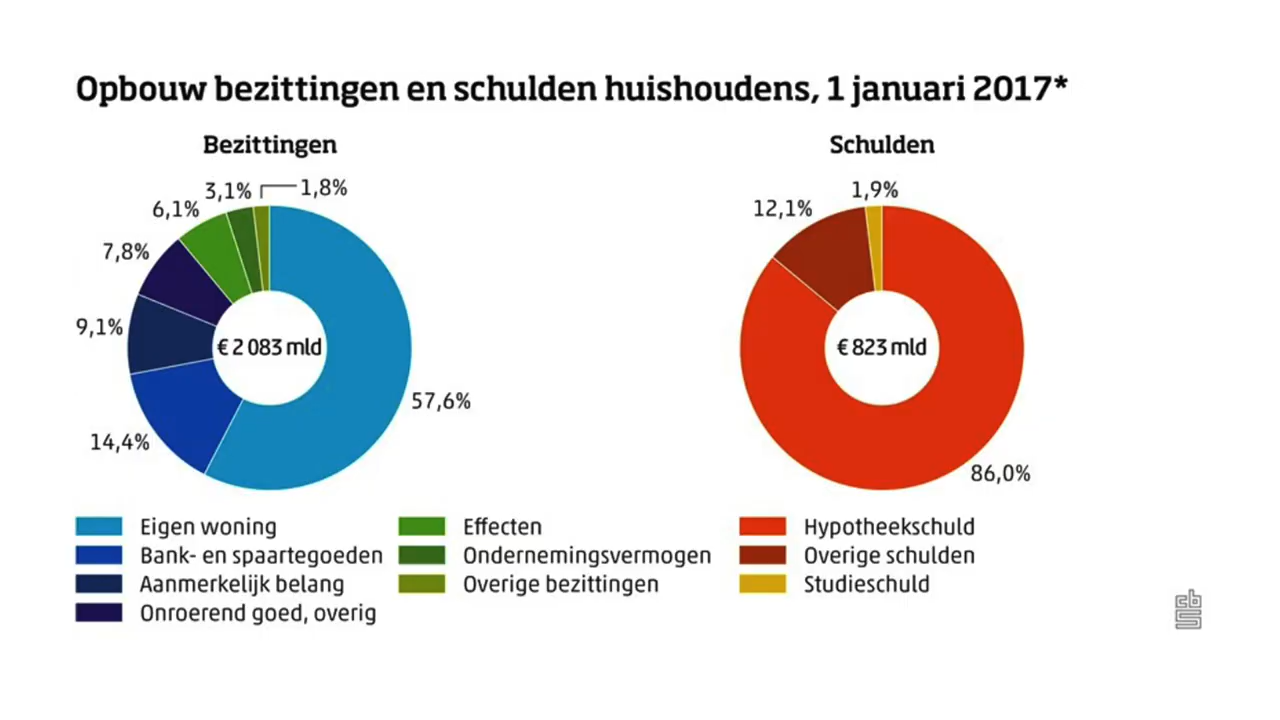 Opbouw bezittingen en schulden huishoudens, 1 januari 2017*
Bezittingen
1,8%
3,1%
6,1%
7,8%
9,1%
14,4%
57,6%
€ 2 083 mld
Schulden
1,9%
12,1%
86,0%
€ 823 mld
Eigen woning
Bank- en spaartegoeden
Aanmerkelijk belang
Onroerend goed, overig
Effecten
Ondernemingsvermogen
Overige bezittingen
Hypotheekschuld
Overige schulden
Studieschuld
cbs